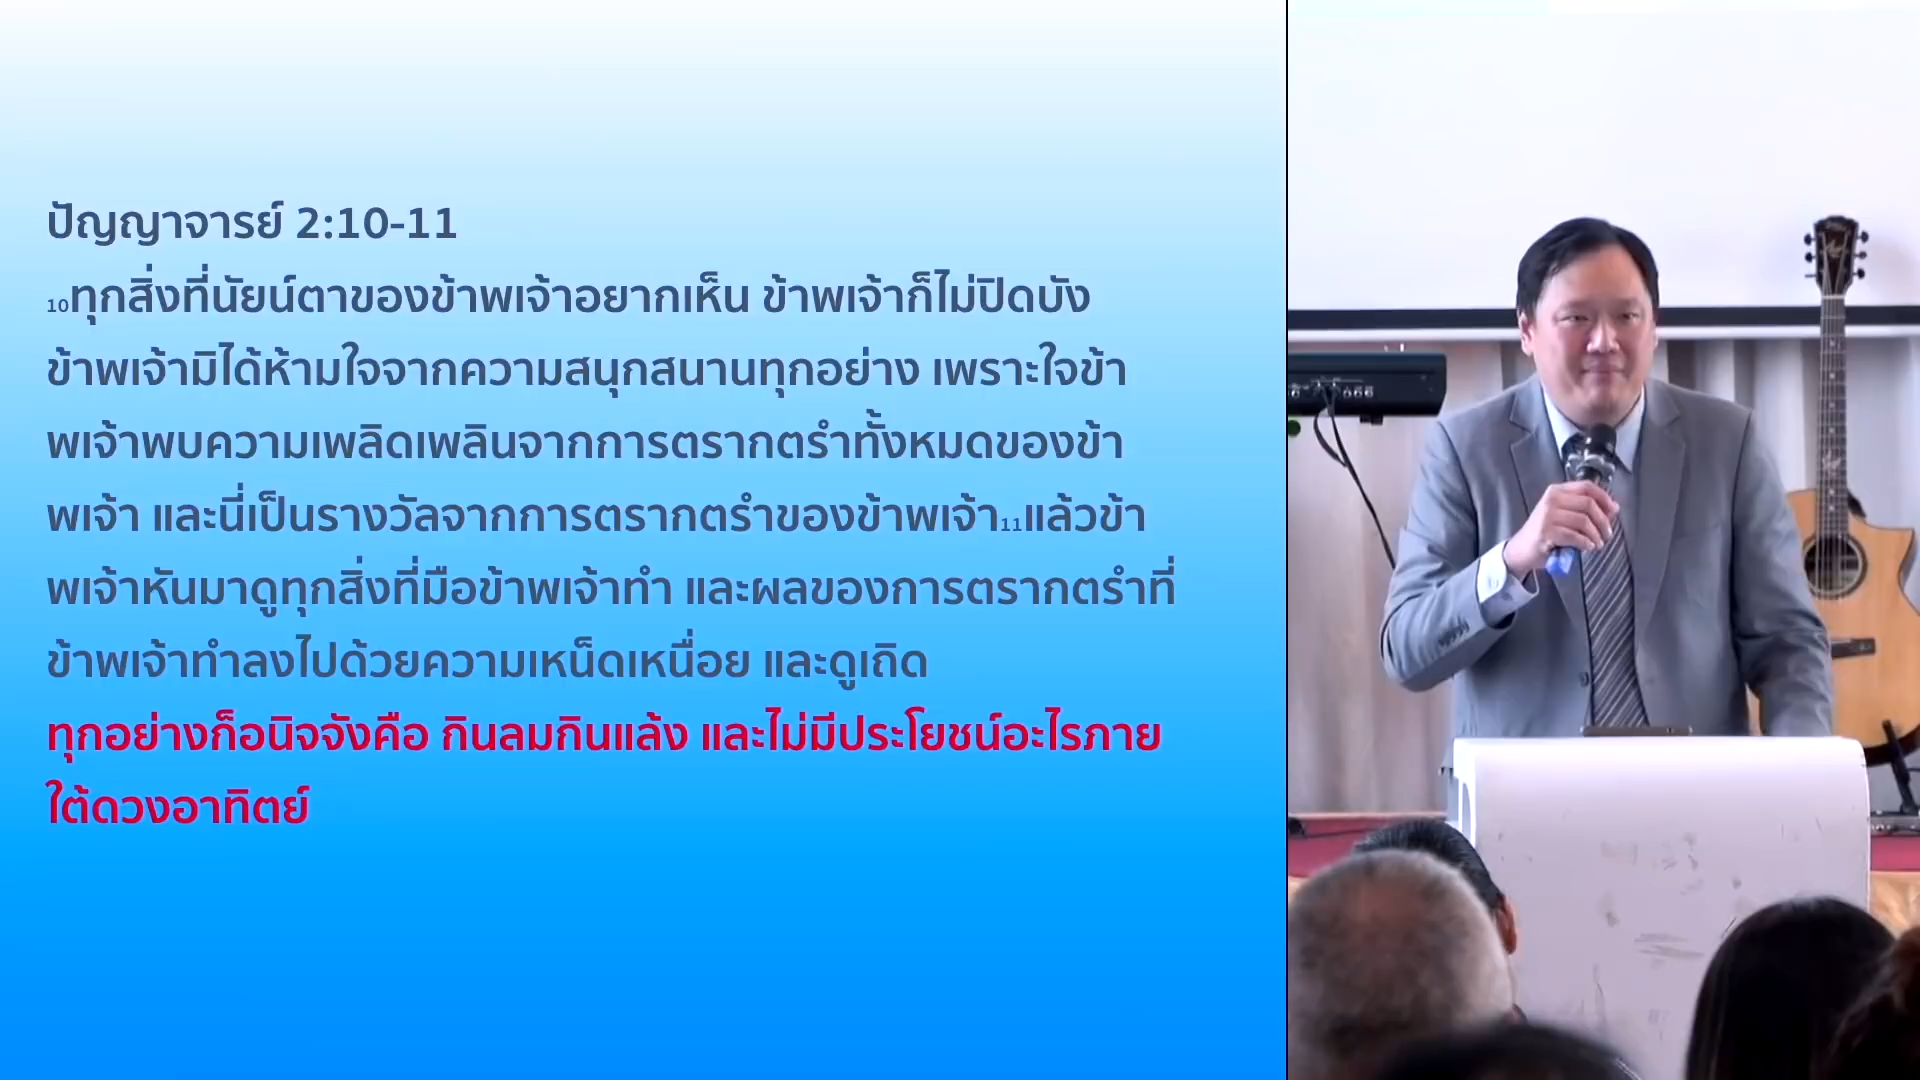 ปัญญาจารย์ 2:10-11
10ทุกสิ่งที่นัยน์ตาของข้าพเจ้าอยากเห็น ข้าพเจ้าก็ไม่ปิดบัง
ข้าพเจ้ามิได้ห้ามใจจากความสนุกสนานทุกอย่าง เพราะใจข้า
พเจ้าพบความเพลิดเพลินจากการตรากตรำทั้งหมดของข้า
พเจ้า และนี่เป็นรางวัลจากการตรากตรำของข้าพเจ้า11แล้วข้า
พเจ้าหันมาดูทุกสิ่งที่มือข้าพเจ้าทำ และผลของการตรากตรำที่
ข้าพเจ้าทำลงไปด้วยความเหน็ดเหนื่อย และดูเถิด
ทุกอย่างก็อนิจจังคือ กินลมกินแล้ง และไม่มีประโยชน์อะไรภาย
ใต้ดวงอาทิตย์